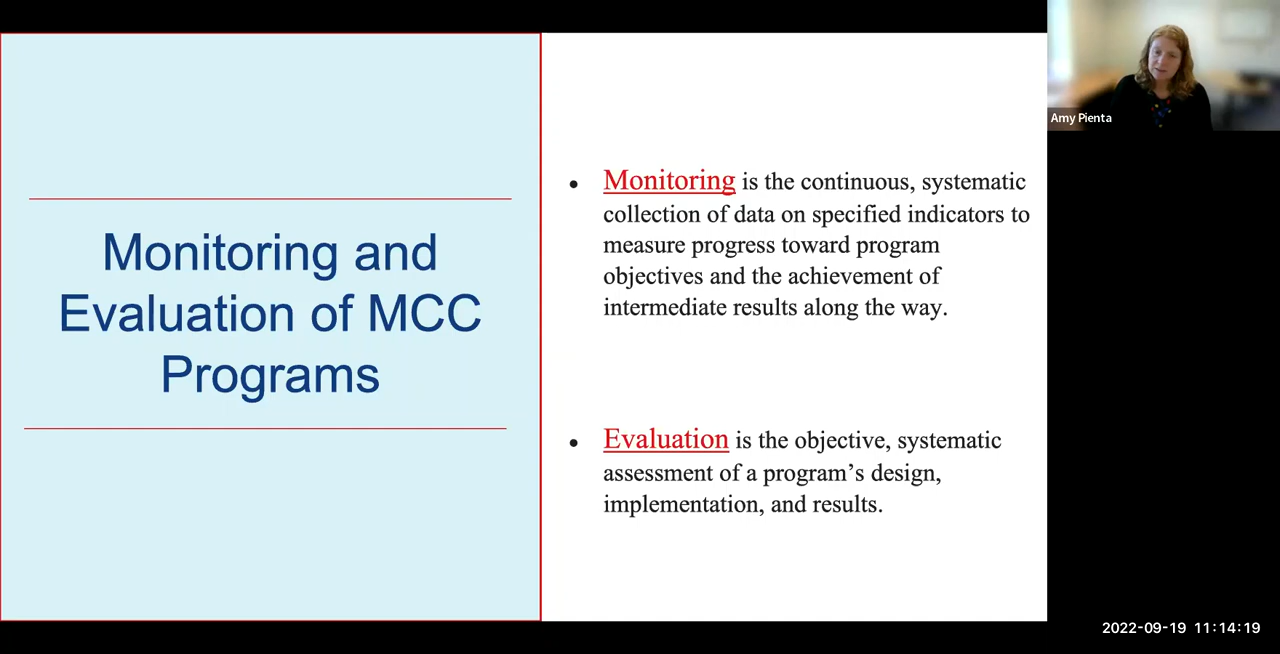 Monitoring and
Evaluation of MCC
Programs
• Monitoring is the continuous, systematic
collection of data on specified indicators to
measure progress toward program
objectives and the achievement of
intermediate results along the way.
• Evaluation is the objective, systematic
assessment of a program’s design,
implementation, and results.
Amy Pienta
2022-09-19 11:14:19